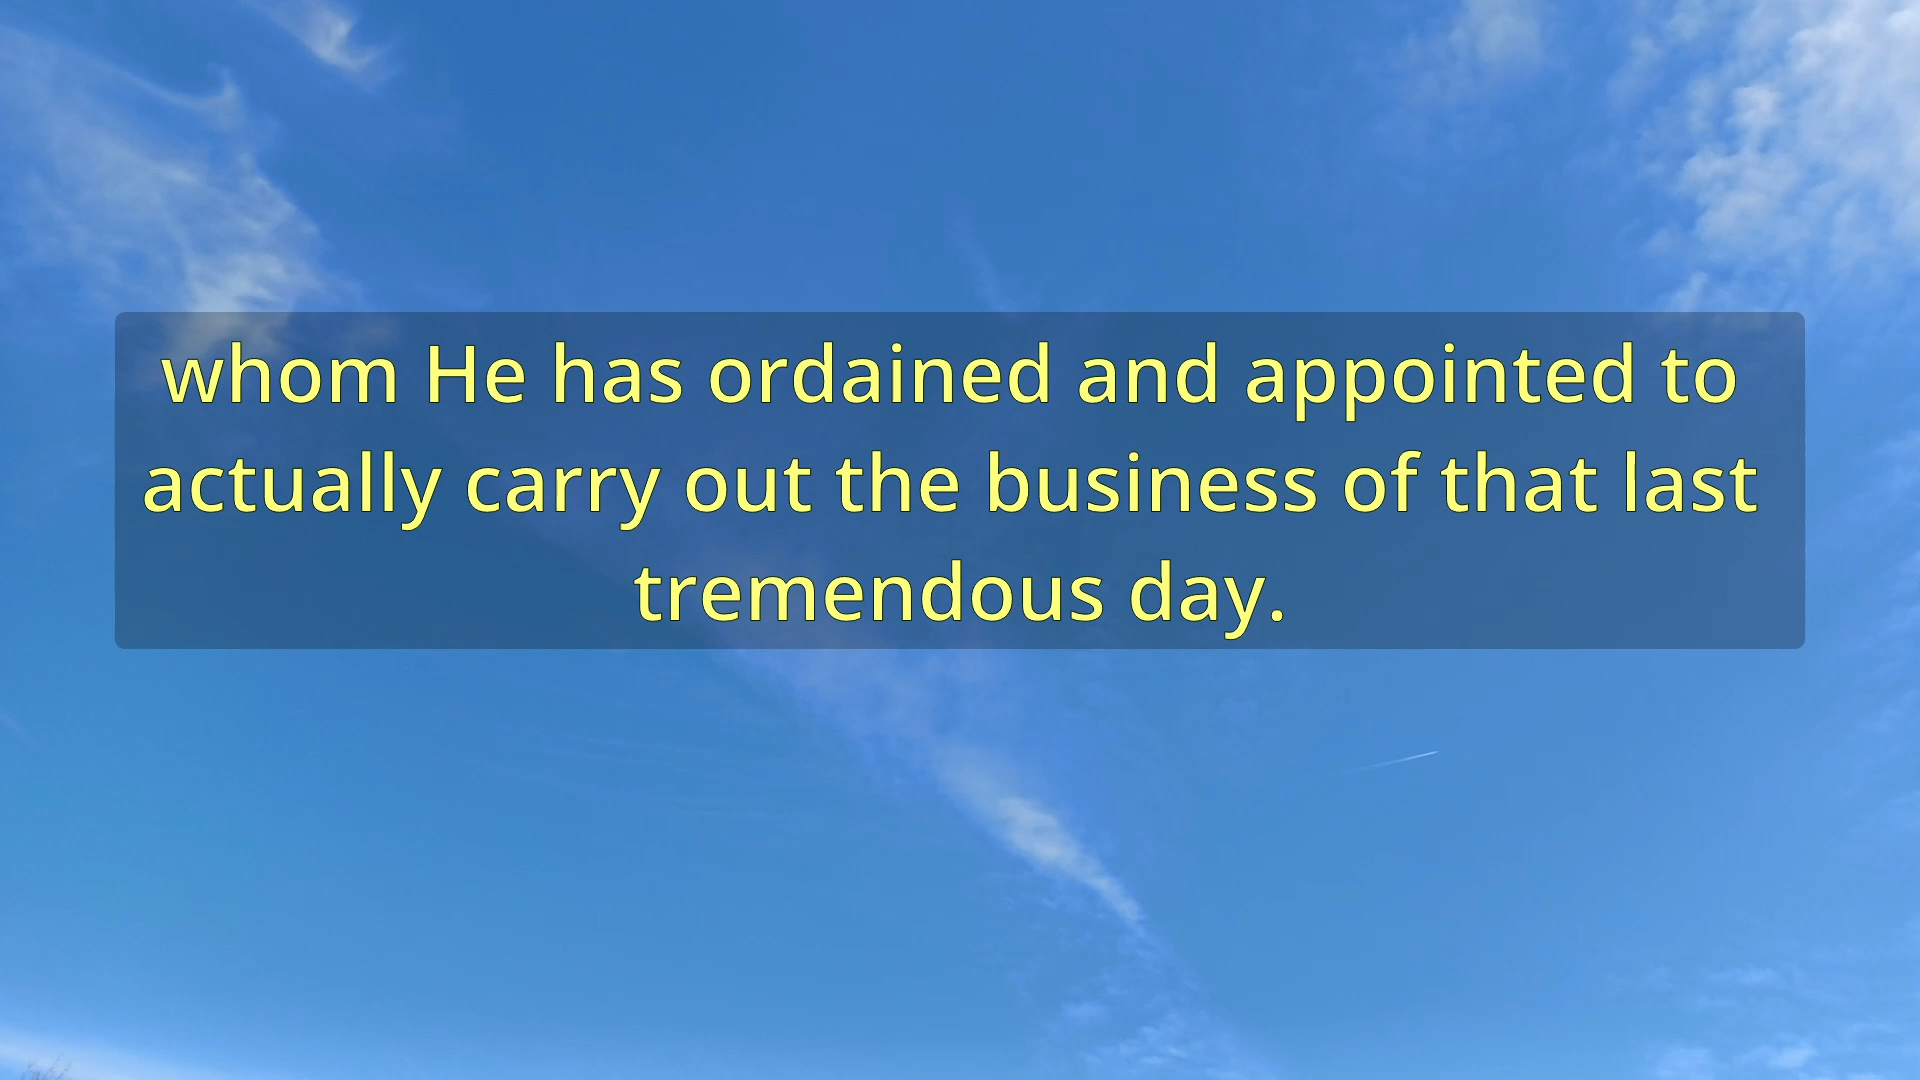 whom He has ordained and appointed to
actually carry out the business of that last
tremendous day.